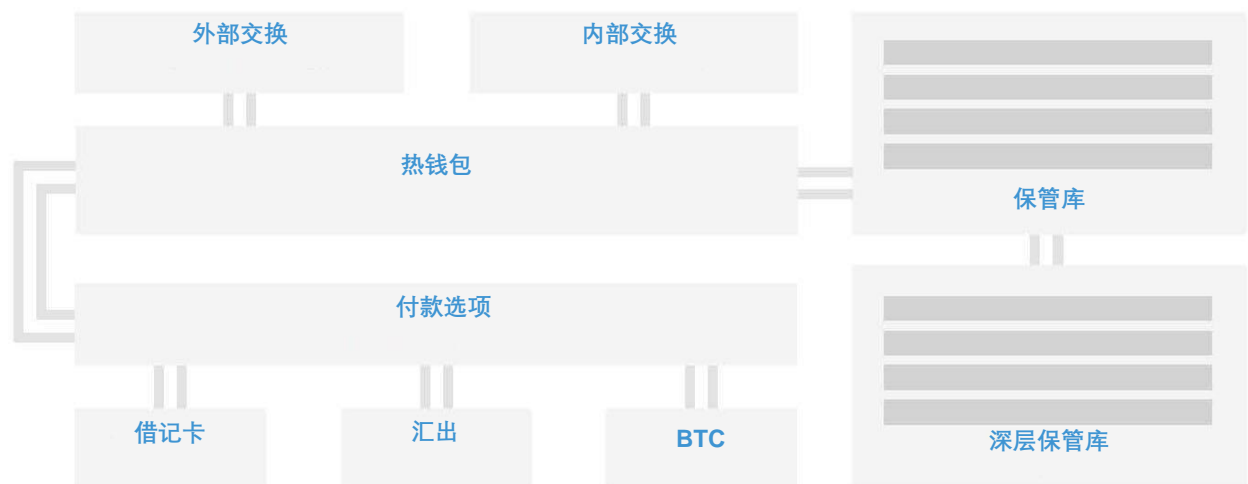 外部交换
内部交换
热钱包
保管库
付款选项
借记卡
汇出
BTC
深层保管库